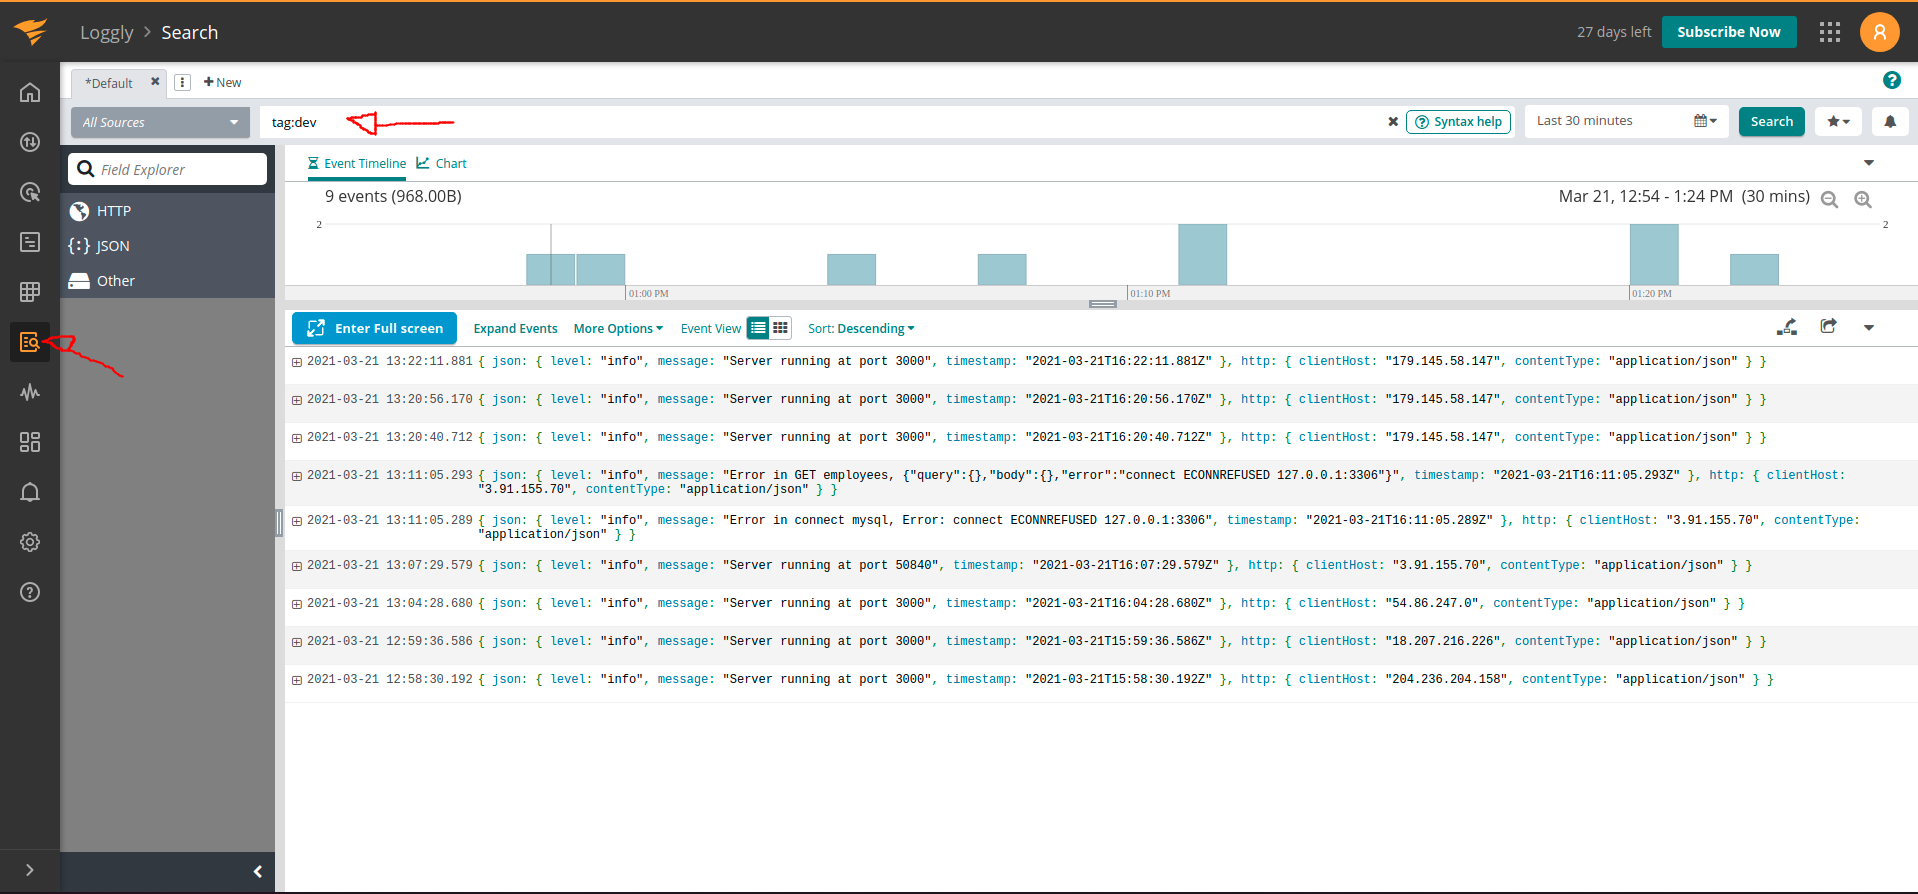 Loggly > Search
27 days left
Subscribe Now
*Default
New
All Sources
tag:dev
Syntax help
Last 30 minutes
Search
Field Explorer
HTTP
JSON
Other
Event Timeline
Chart
9 events (968.00B)
Mar 21, 12:54 - 1:24 PM (30 mins)
2
2
01:00 PM
01:10 PM
01:20 PM
Enter Full screen
Expand Events
More Options
Event View
Sort: Descending
2021-03-21 13:22:11.881 { json: { level: "info", message: "Server running at port 3000", timestamp: "2021-03-21T16:22:11.881Z" }, http: { clientHost: "179.145.58.147", contentType: "application/json" } }
2021-03-21 13:20:56.170 { json: { level: "info", message: "Server running at port 3000", timestamp: "2021-03-21T16:20:56.170Z" }, http: { clientHost: "179.145.58.147", contentType: "application/json" } }
2021-03-21 13:20:40.712 { json: { level: "info", message: "Server running at port 3000", timestamp: "2021-03-21T16:20:40.712Z" }, http: { clientHost: "179.145.58.147", contentType: "application/json" } }
2021-03-21 13:11:05.293 { json: { level: "info", message: "Error in GET employees, {"query":{},"body":{},"error":"connect ECONNREFUSED 127.0.0.1:3306"}", timestamp: "2021-03-21T16:11:05.293Z" }, http: { clientHost:
"3.91.155.70", contentType: "application/json" } }
2021-03-21 13:11:05.289 { json: { level: "info", message: "Error in connect mysql, Error: connect ECONNREFUSED 127.0.0.1:3306", timestamp: "2021-03-21T16:11:05.289Z" }, http: { clientHost: "3.91.155.70", contentType:
"application/json" } }
2021-03-21 13:07:29.579 { json: { level: "info", message: "Server running at port 50840", timestamp: "2021-03-21T16:07:29.579Z" }, http: { clientHost: "3.91.155.70", contentType: "application/json" } }
2021-03-21 13:04:28.680 { json: { level: "info", message: "Server running at port 3000", timestamp: "2021-03-21T16:04:28.680Z" }, http: { clientHost: "54.86.247.0", contentType: "application/json" } }
2021-03-21 12:59:36.586 { json: { level: "info", message: "Server running at port 3000", timestamp: "2021-03-21T15:59:36.586Z" }, http: { clientHost: "18.207.216.226", contentType: "application/json" } }
2021-03-21 12:58:30.192 { json: { level: "info", message: "Server running at port 3000", timestamp: "2021-03-21T15:58:30.192Z" }, http: { clientHost: "204.236.204.158", contentType: "application/json" } }